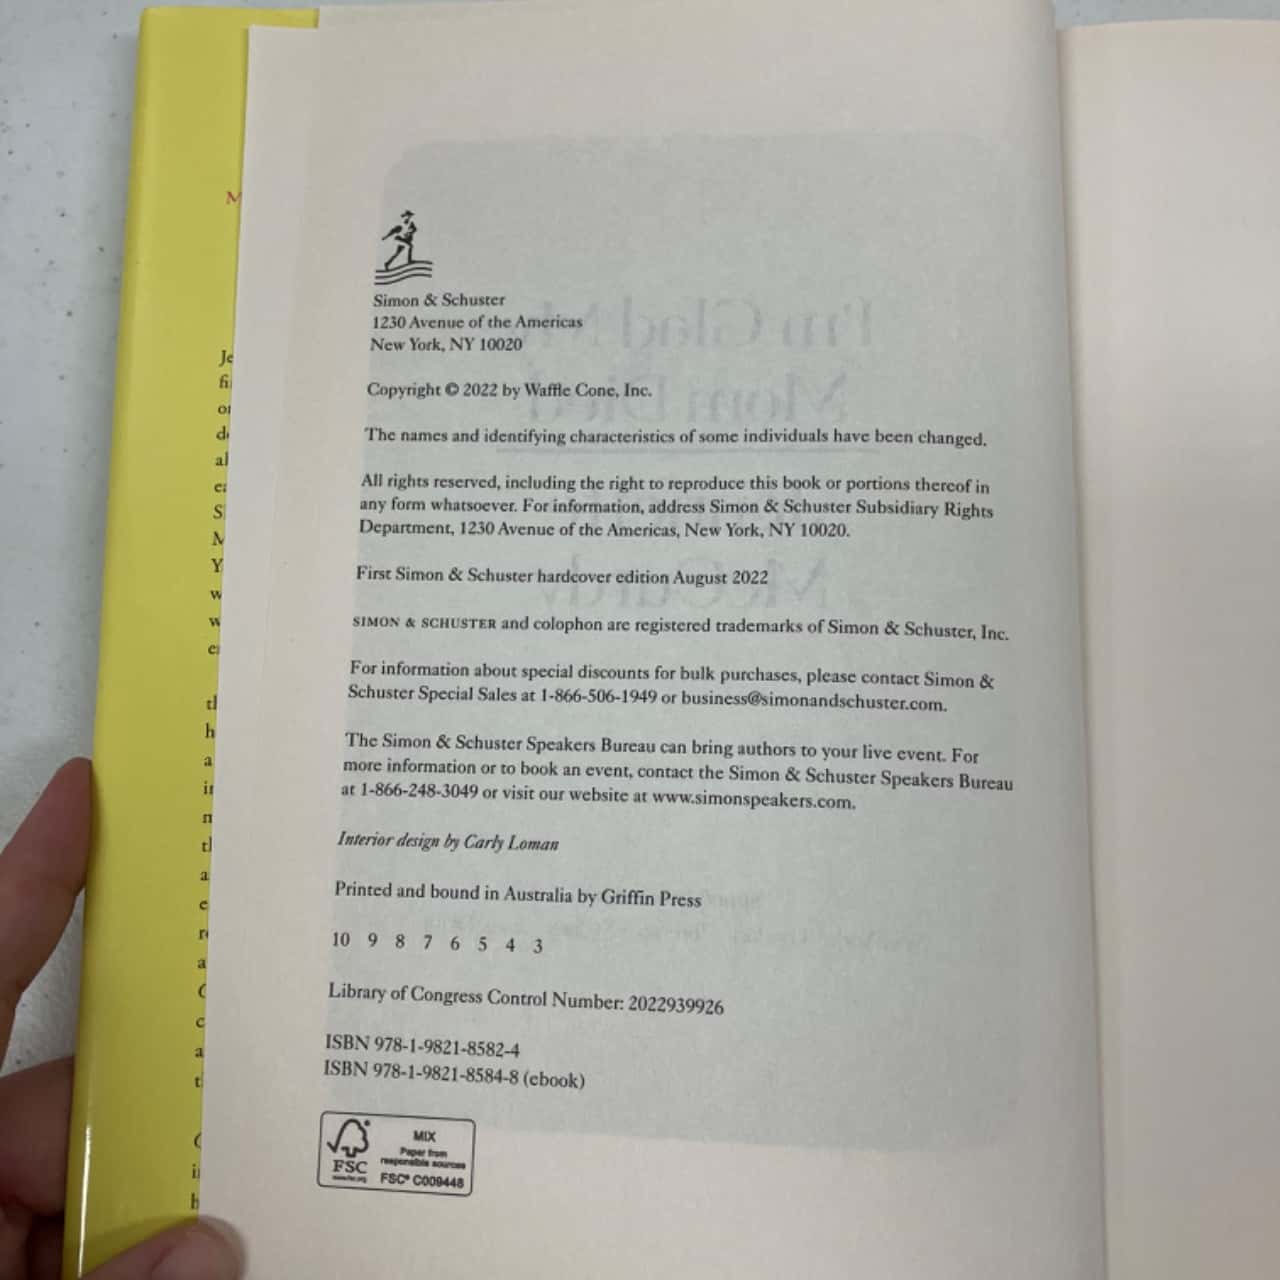 Simon & Schuster
1230 Avenue of the Americas
New York, NY 10020
Copyright © 2022 by Waffle Cone, Inc.
The names and identifying characteristics of some individuals have been changed.
All rights reserved, including the right to reproduce this book or portions thereof in
any form whatsoever. For information, address Simon & Schuster Subsidiary Rights
Department, 1230 Avenue of the Americas, New York, NY 10020.
First Simon & Schuster hardcover edition August 2022
SIMON & SCHUSTER and colophon are registered trademarks of Simon & Schuster, Inc.
For information about special discounts for bulk purchases, please contact Simon &
Schuster Special Sales at 1-866-506-1949 or business@simonandschuster.com.
The Simon & Schuster Speakers Bureau can bring authors to your live event. For
more information or to book an event, contact the Simon & Schuster Speakers Bureau
at 1-866-248-3049 or visit our website at www.simonspeakers.com.
Interior design by Carly Loman
Printed and bound in Australia by Griffin Press
10 9 8 7 6 5 4 3
Library of Congress Control Number: 2022939926
ISBN 978-1-9821-8582-4
ISBN 978-1-9821-8584-8 (ebook)
MIX
Paper from
responsible sources
FSC
www.fsc.org
FSC® C009448